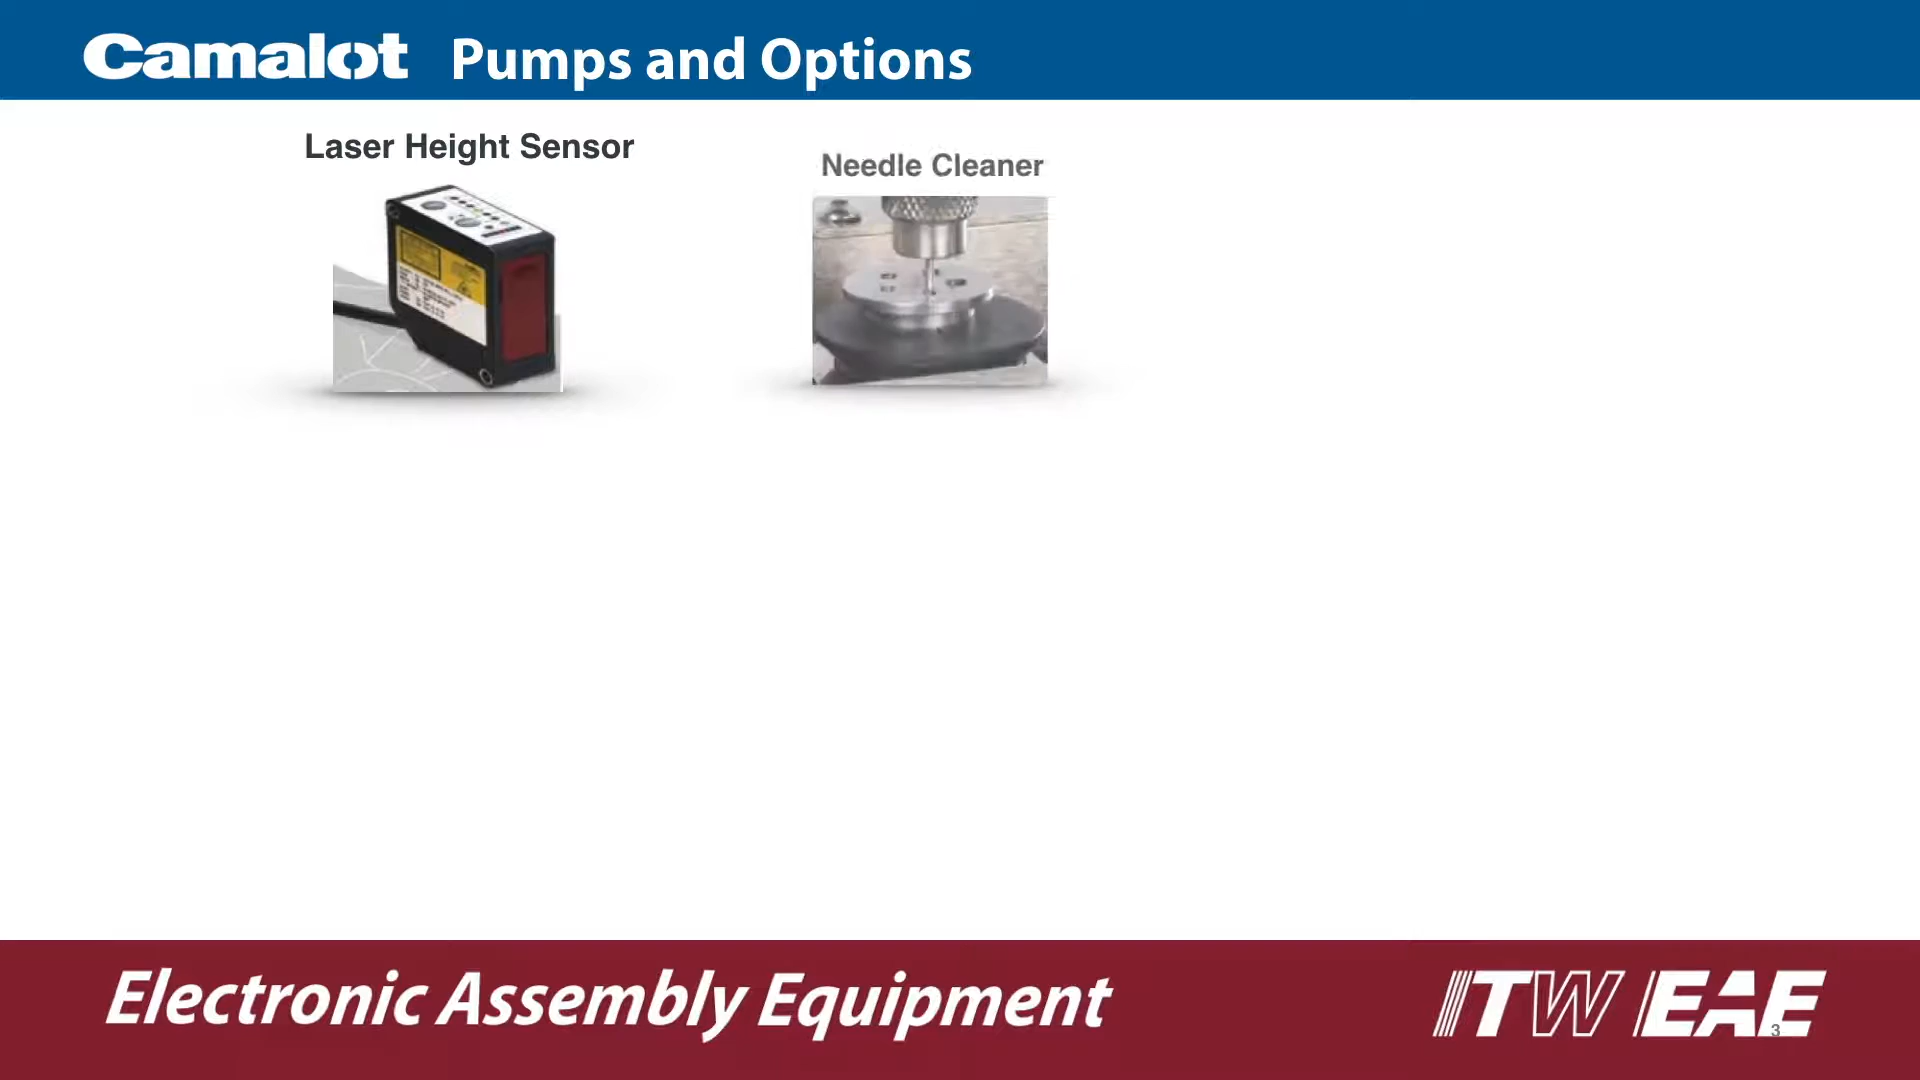 Camalot Pumps and Options
Laser Height Sensor
Needle Cleaner
Electronic Assembly Equipment
ITW EAE
3